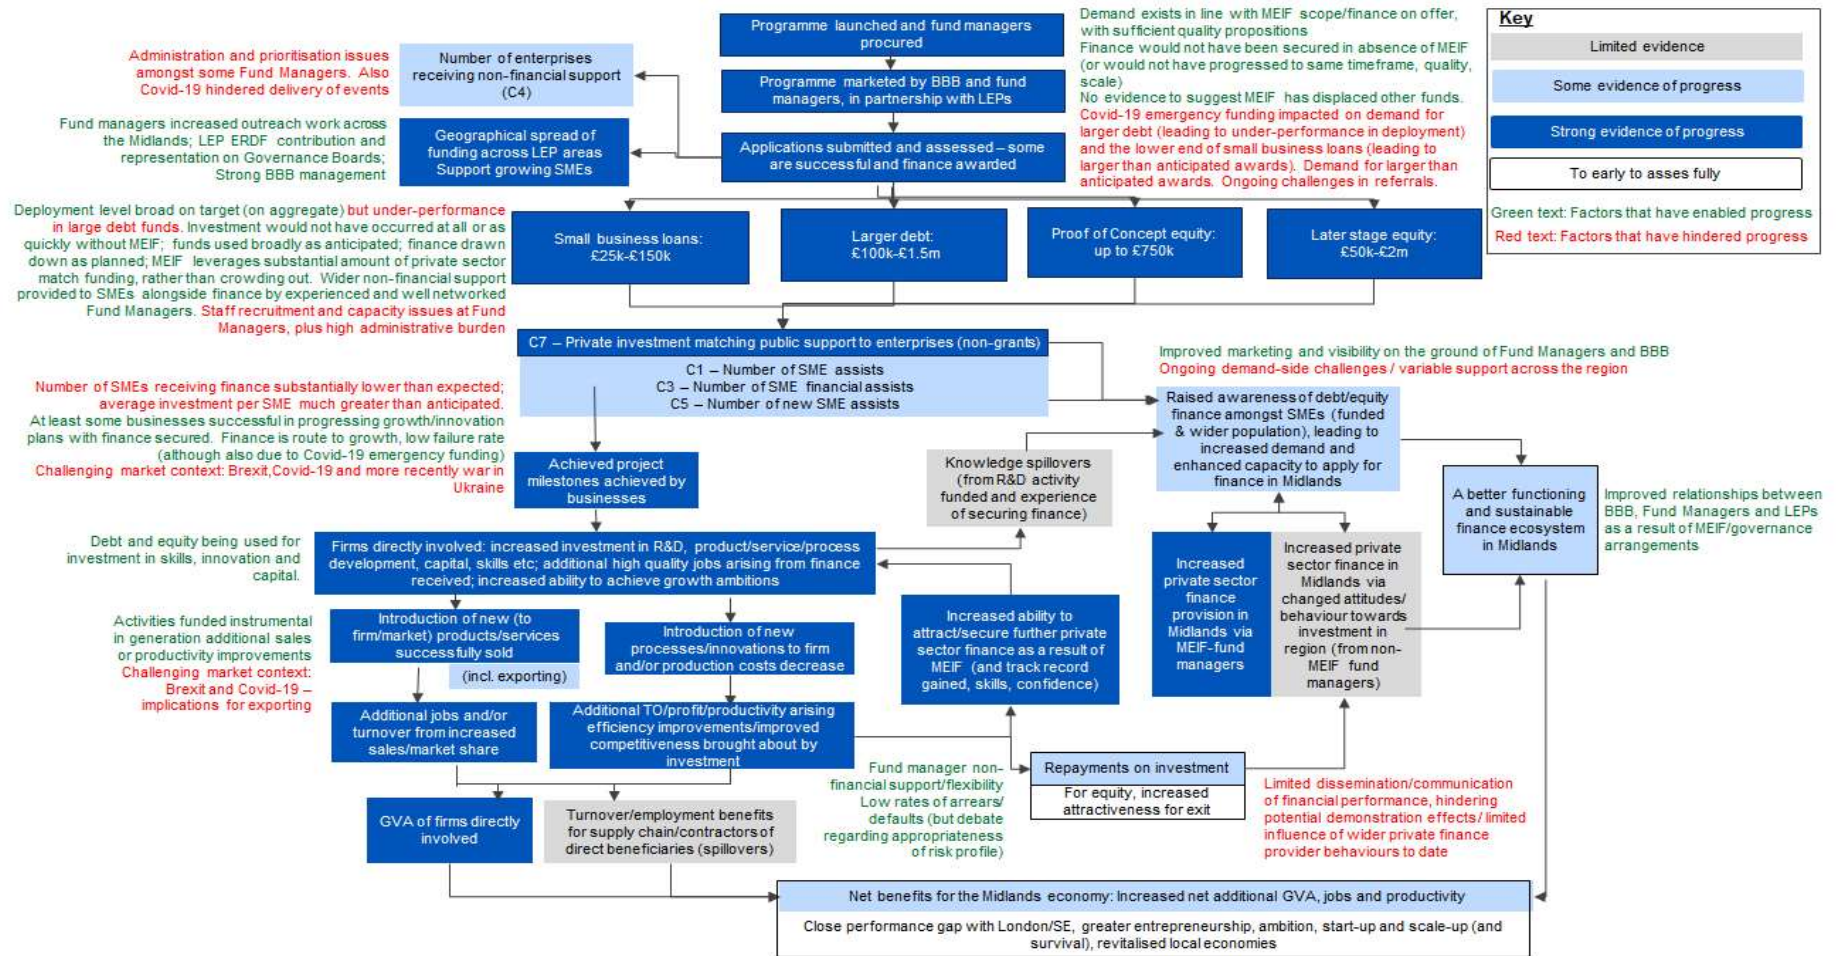 Programme launched and fund managers
procured
Programme marketed by BBB and fund
managers, in partnership with LEPs
Applications submitted and assessed – some
are successful and finance awarded
Demand exists in line with MEIF scope/finance on offer,
with sufficient quality propositions
Finance would not have been secured in absence of MEIF
(or would not have progressed to same timeframe, quality,
scale)
No evidence to suggest MEIF has displaced other funds.
Covid-19 emergency funding impacted on demand for
larger debt (leading to under-performance in deployment)
and the lower end of small business loans (leading to
larger than anticipated awards). Demand for larger than
anticipated awards. Ongoing challenges in referrals.
Key
Limited evidence
Some evidence of progress
Strong evidence of progress
To early to asses fully
Green text: Factors that have enabled progress
Red text: Factors that have hindered progress
Administration and prioritisation issues
amongst some Fund Managers. Also
Covid-19 hindered delivery of events
Number of enterprises
receiving non-financial support
(C4)
Fund managers increased outreach work across
the Midlands; LEP ERDF contribution and
representation on Governance Boards;
Strong BBB management
Geographical spread of
funding across LEP areas
Support growing SMEs
Deployment level broad on target (on aggregate) but under-performance
in large debt funds. Investment would not have occurred at all or as
quickly without MEIF; funds used broadly as anticipated; finance drawn
down as planned; MEIF leverages substantial amount of private sector
match funding, rather than crowding out. Wider non-financial support
provided to SMEs alongside finance by experienced and well networked
Fund Managers. Staff recruitment and capacity issues at Fund
Managers, plus high administrative burden
Small business loans:
£25k-£150k
Larger debt:
£100k-£1.5m
Proof of Concept equity:
up to £750k
Later stage equity:
£50k-£2m
C7 – Private investment matching public support to enterprises (non-grants)
C1 – Number of SME assists
C3 – Number of SME financial assists
C5 – Number of new SME assists
Number of SMEs receiving finance substantially lower than expected;
average investment per SME much greater than anticipated.
At least some businesses successful in progressing growth/innovation
plans with finance secured. Finance is route to growth, low failure rate
(although also due to Covid-19 emergency funding)
Challenging market context: Brexit,Covid-19 and more recently war in
Ukraine
Achieved project
milestones achieved by
businesses
Improved marketing and visibility on the ground of Fund Managers and BBB
Ongoing demand-side challenges / variable support across the region
Raised awareness of debt/equity
finance amongst SMEs (funded
& wider population), leading to
increased demand and
enhanced capacity to apply for
finance in Midlands
Knowledge spillovers
(from R&D activity
funded and experience
of securing finance)
A better functioning
and sustainable
finance ecosystem
in Midlands
Improved relationships between
BBB, Fund Managers and LEPs
as a result of MEIF/governance
arrangements
Debt and equity being used for
investment in skills, innovation and
capital.
Firms directly involved: increased investment in R&D, product/service/process
development, capital, skills etc; additional high quality jobs arising from finance
received; increased ability to achieve growth ambitions
Increased
private sector
finance
provision in
Midlands via
MEIF-fund
managers
Increased private
sector finance in
Midlands via
changed attitudes/
behaviour towards
investment in
region (from non-
MEIF fund
managers)
Activities funded instrumental
in generation additional sales
or productivity improvements
Challenging market context:
Brexit and Covid-19 –
implications for exporting
Introduction of new (to
firm/market) products/services
successfully sold
(incl. exporting)
Introduction of new
processes/innovations to firm
and/or production costs decrease
Increased ability to
attract/secure further private
sector finance as a result of
MEIF (and track record
gained, skills, confidence)
Additional jobs and/or
turnover from increased
sales/market share
Additional TO/profit/productivity arising
efficiency improvements/improved
competitiveness brought about by
investment
Fund manager non-
financial support/flexibility
Low rates of arrears/
defaults (but debate
regarding appropriateness
of risk profile)
Repayments on investment
For equity, increased
attractiveness for exit
Limited dissemination/communication
of financial performance, hindering
potential demonstration effects/ limited
influence of wider private finance
provider behaviours to date
GVA of firms directly
involved
Turnover/employment benefits
for supply chain/contractors of
direct beneficiaries (spillovers)
Net benefits for the Midlands economy: Increased net additional GVA, jobs and productivity
Close performance gap with London/SE, greater entrepreneurship, ambition, start-up and scale-up (and
survival), revitalised local economies